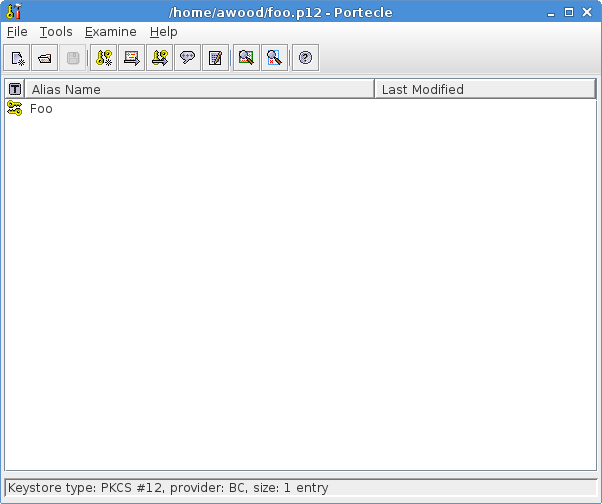 /home/awood/foo.p12 - Portecle
File Tools Examine Help
T Alias Name Last Modified
Foo
Keystore type: PKCS #12, provider: BC, size: 1 entry